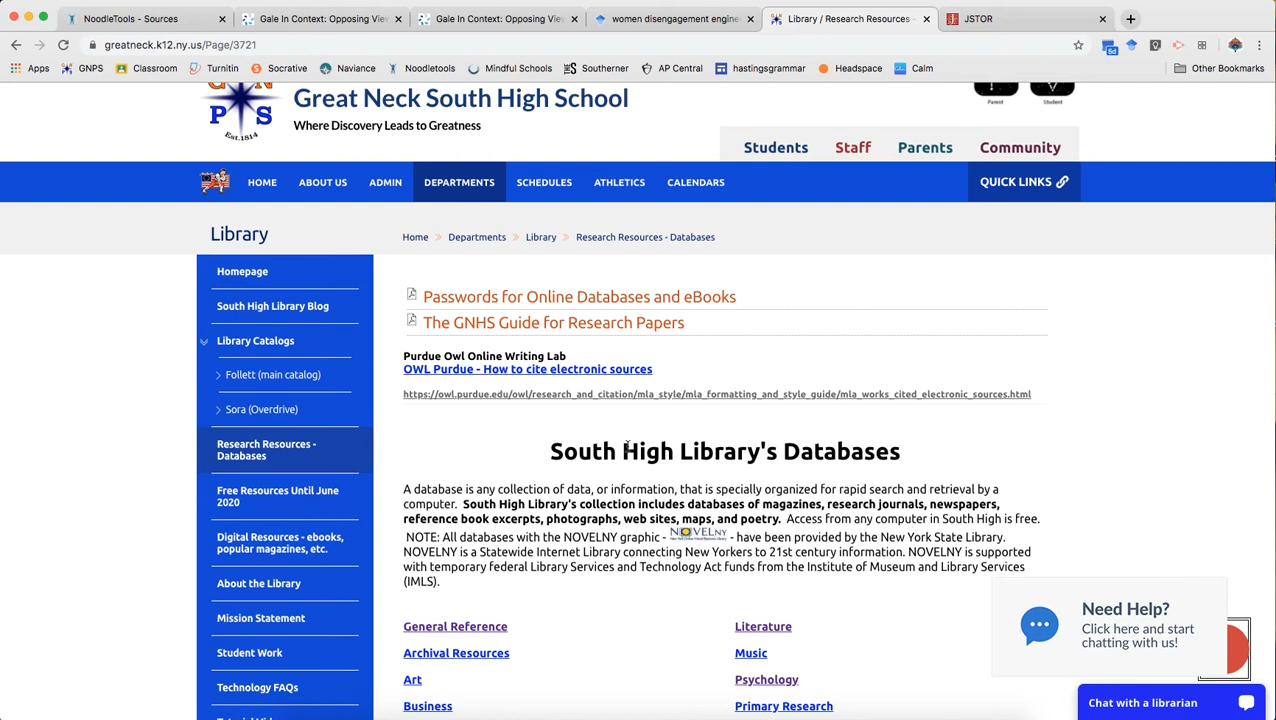 NoodleTools - Sources
Gale In Context: Opposing Vie
Gale In Context: Opposing Vie
women disengagement engine
Library / Research Resources -
JSTOR
greatneck.k12.ny.us/Page/3721
Apps
GNPS
Classroom
Turnitin
Socrative
Naviance
Noodletools
Mindful Schools
Southerner
AP Central
hastingsgrammar
Headspace
Calm
Other Bookmarks
P S
Est.1814
Great Neck South High School
Where Discovery Leads to Greatness
Parent
Student
Students
Staff
Parents
Community
HOME
ABOUT US
ADMIN
DEPARTMENTS
SCHEDULES
ATHLETICS
CALENDARS
QUICK LINKS
Library
Homepage
South High Library Blog
Library Catalogs
Follett (main catalog)
Sora (Overdrive)
Research Resources -
Databases
Free Resources Until June
2020
Digital Resources - ebooks,
popular magazines, etc.
About the Library
Mission Statement
Student Work
Technology FAQs
Home
Departments
Library
Research Resources - Databases
Passwords for Online Databases and eBooks
The GNHS Guide for Research Papers
Purdue Owl Online Writing Lab
OWL Purdue - How to cite electronic sources
https://owl.purdue.edu/owl/research_and_citation/mla_style/mla_formatting_and_style_guide/mla_works_cited_electronic_sources.html
South High Library's Databases
A database is any collection of data, or information, that is specially organized for rapid search and retrieval by a
computer. South High Library's collection includes databases of magazines, research journals, newspapers,
reference book excerpts, photographs, web sites, maps, and poetry. Access from any computer in South High is free.
NOTE: All databases with the NOVELNY graphic - NOVELNY - have been provided by the New York State Library.
NOVELNY is a Statewide Internet Library connecting New Yorkers to 21st century information. NOVELNY is supported
with temporary federal Library Services and Technology Act funds from the Institute of Museum and Library Services
(IMLS).
General Reference
Literature
Archival Resources
Music
Art
Psychology
Business
Primary Research
Need Help?
Click here and start
chatting with us!
Chat with a librarian